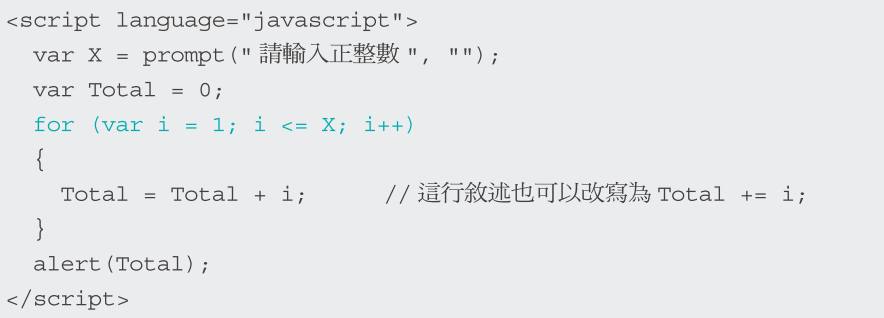 <script language="javascript">
var X = prompt("請輸入正整數", "");
var Total = 0;
for (var i = 1; i <= X; i++)
{
Total = Total + i; // 這行敘述也可以改寫為 Total += i;
}
alert(Total);
</script>